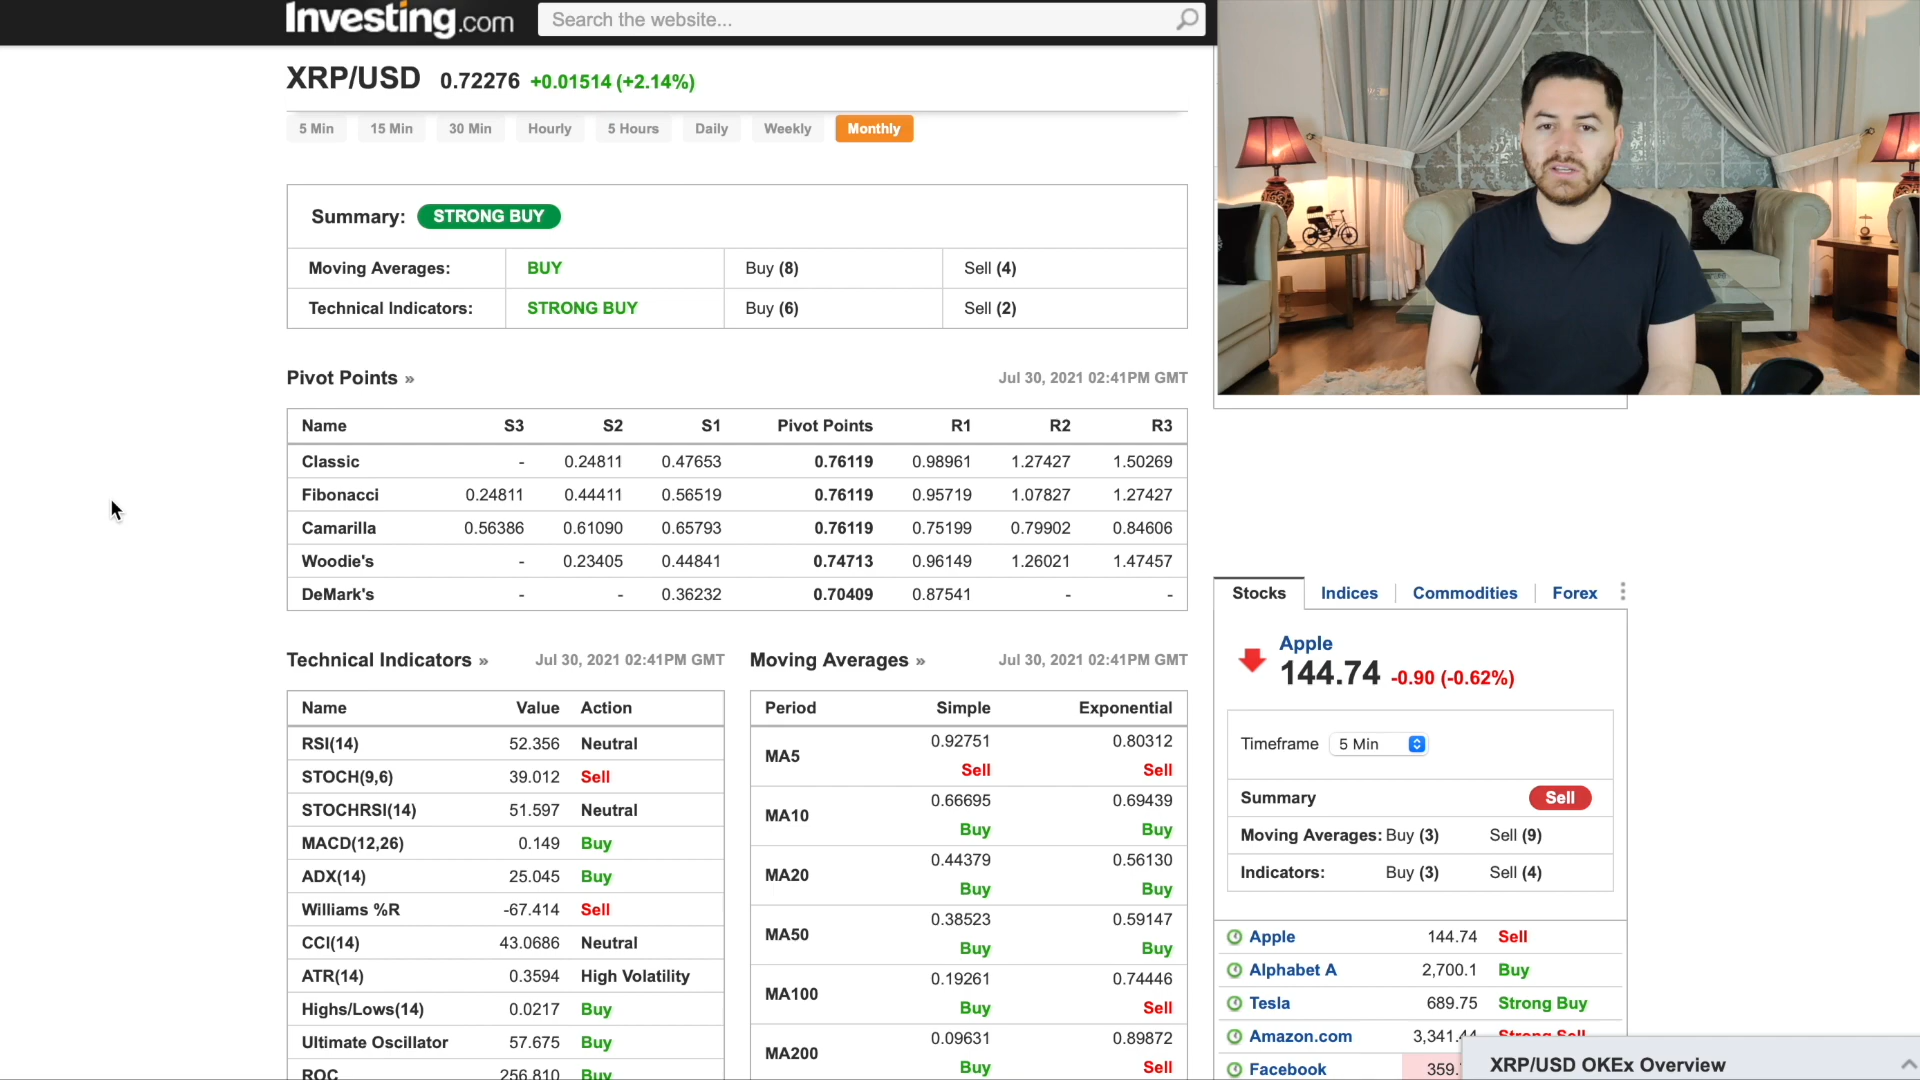 Investing.com
Search the website...
XRP/USD 0.72276 +0.01514 (+2.14%)
5 Min 15 Min 30 Min Hourly 5 Hours Daily Weekly Monthly
Summary: STRONG BUY
Moving Averages: BUY Buy (8) Sell (4)
Technical Indicators: STRONG BUY Buy (6) Sell (2)
Pivot Points » Jul 30, 2021 02:41PM GMT
Name S3 S2 S1 Pivot Points R1 R2 R3
Classic - 0.24811 0.47653 0.76119 0.98961 1.27427 1.50269
Fibonacci 0.24811 0.44411 0.56519 0.76119 0.95719 1.07827 1.27427
Camarilla 0.56386 0.61090 0.65793 0.76119 0.75199 0.79902 0.84606
Woodie's - 0.23405 0.44841 0.74713 0.96149 1.26021 1.47457
DeMark's - - 0.36232 0.70409 0.87541 - -
Technical Indicators » Jul 30, 2021 02:41PM GMT
Name Value Action
RSI(14) 52.356 Neutral
STOCH(9,6) 39.012 Sell
STOCHRSI(14) 51.597 Neutral
MACD(12,26) 0.149 Buy
ADX(14) 25.045 Buy
Williams %R -67.414 Sell
CCI(14) 43.0686 Neutral
ATR(14) 0.3594 High Volatility
Highs/Lows(14) 0.0217 Buy
Ultimate Oscillator 57.675 Buy
ROC 256.810 Buy
Moving Averages » Jul 30, 2021 02:41PM GMT
Period Simple Exponential
MA5 0.92751 Sell 0.80312 Sell
MA10 0.66695 Buy 0.69439 Buy
MA20 0.44379 Buy 0.56130 Buy
MA50 0.38523 Buy 0.59147 Buy
MA100 0.19261 Buy 0.74446 Sell
MA200 0.09631 Buy 0.89872 Sell
Stocks Indices Commodities Forex
Apple
144.74 -0.90 (-0.62%)
Timeframe 5 Min
Summary Sell
Moving Averages: Buy (3) Sell (9)
Indicators: Buy (3) Sell (4)
Apple 144.74 Sell
Alphabet A 2,700.1 Buy
Tesla 689.75 Strong Buy
Amazon.com 3,341.44 Strong Sell
Facebook 359.
XRP/USD OKEx Overview